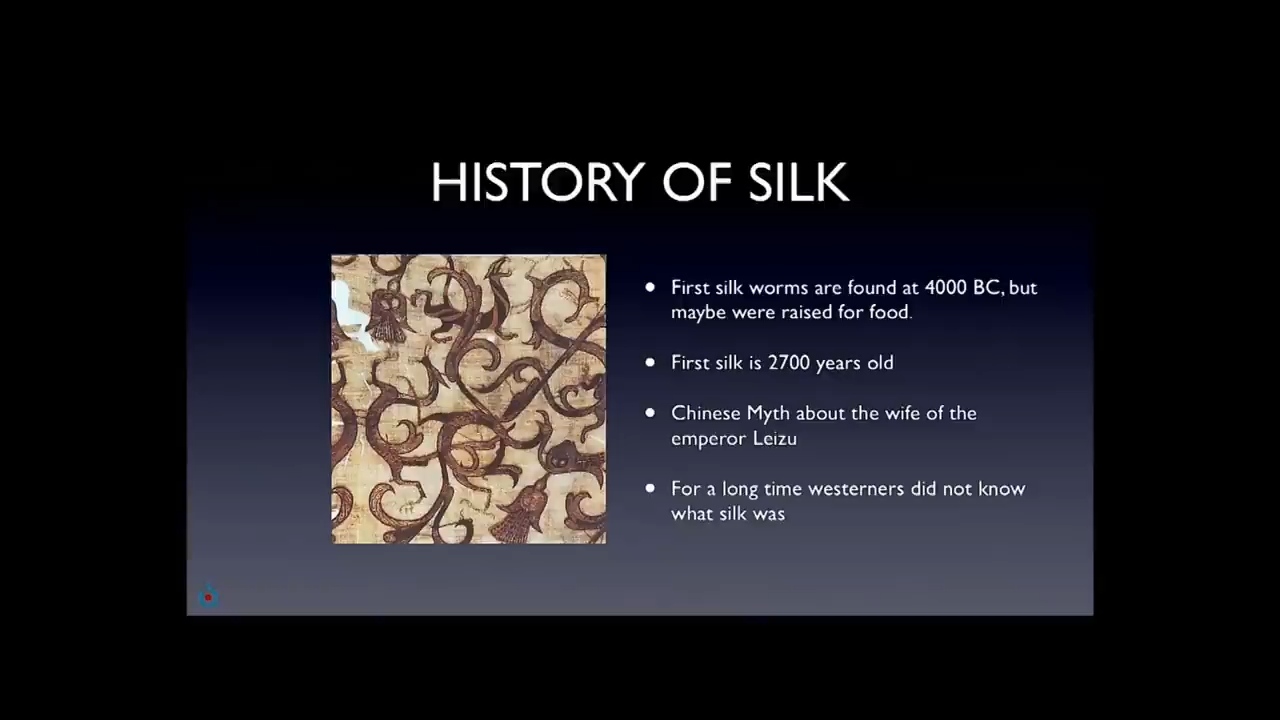 HISTORY OF SILK
• First silk worms are found at 4000 BC, but
maybe were raised for food.
• First silk is 2700 years old
• Chinese Myth about the wife of the
emperor Leizu
• For a long time westerners did not know
what silk was